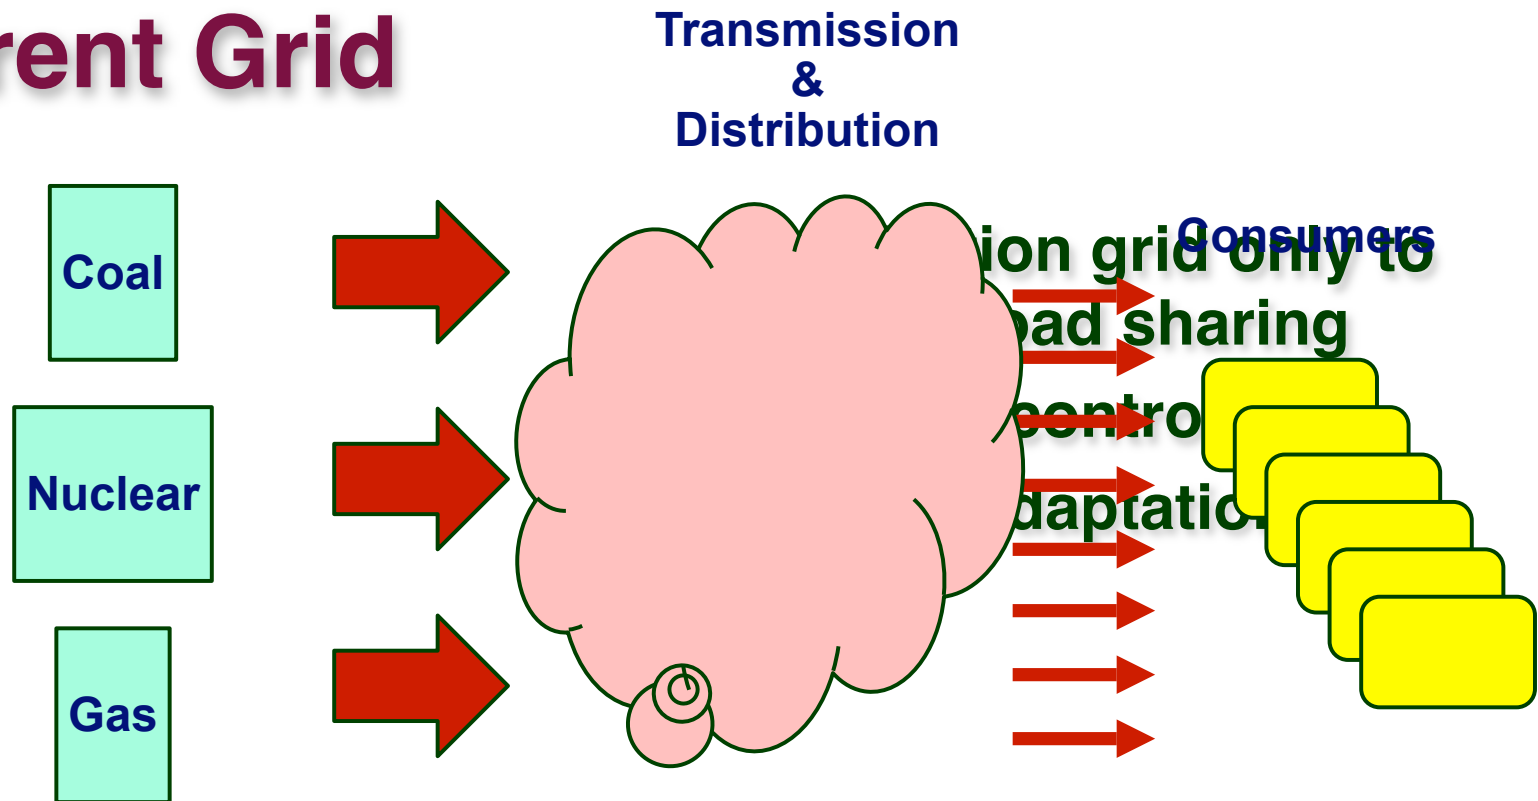 rent Grid
Transmission
&
Distribution
Consumers
ion grid only to
oad sharing
contro
daptatio
Coal
Nuclear
Gas